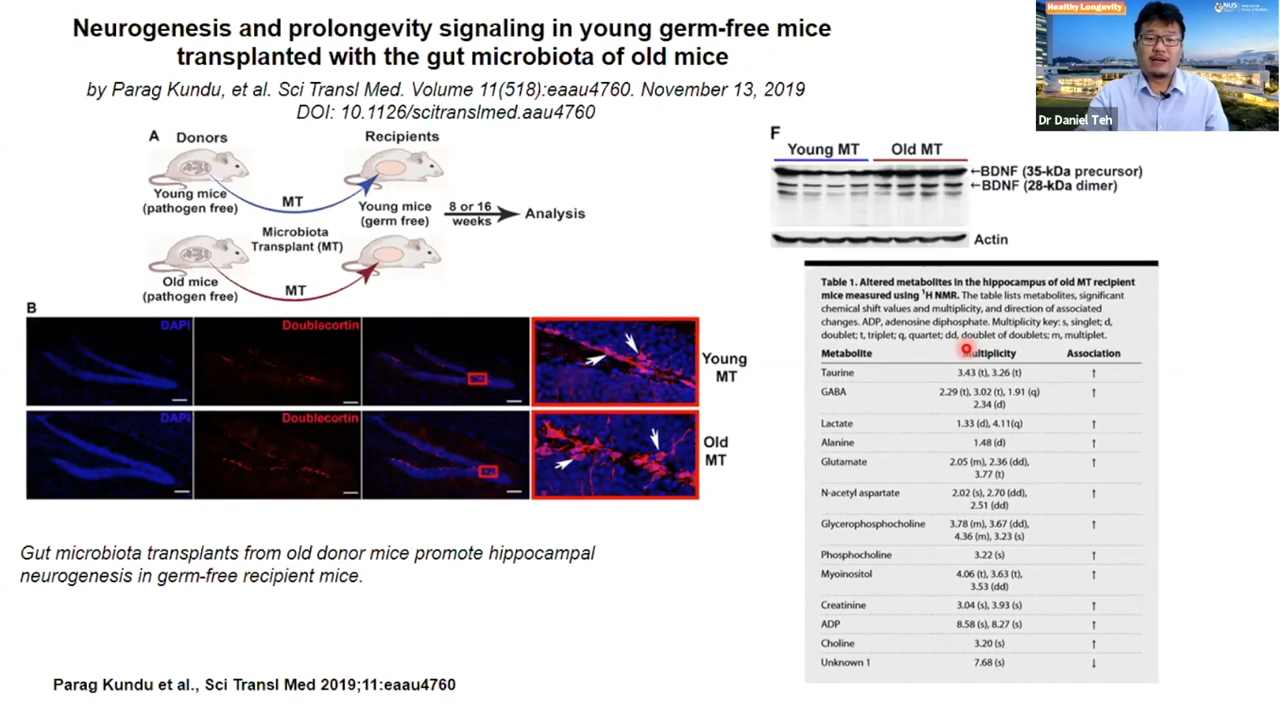 Neurogenesis and prolongevity signaling in young germ-free mice
transplanted with the gut microbiota of old mice
by Parag Kundu, et al. Sci Transl Med. Volume 11(518):eaau4760. November 13, 2019
DOI: 10.1126/scitranslmed.aau4760
Healthy Longevity
NUS
Dr Daniel Teh
A
Donors
Recipients
Young mice
(pathogen free)
MT
Young mice
(germ free)
8 or 16
weeks
Analysis
Microbiota
Transplant (MT)
Old mice
(pathogen free)
MT
B
DAPI
Doublecortin
Young
MT
DAPI
Doublecortin
Old
MT
Gut microbiota transplants from old donor mice promote hippocampal
neurogenesis in germ-free recipient mice.
Parag Kundu et al., Sci Transl Med 2019;11:eaau4760
F
Young MT
Old MT
←BDNF (35-kDa precursor)
←BDNF (28-kDa dimer)
Actin
Table 1. Altered metabolites in the hippocampus of old MT recipient
mice measured using ¹H NMR. The table lists metabolites, significant
chemical shift values and multiplicity, and direction of associated
changes. ADP, adenosine diphosphate. Multiplicity key: s, singlet; d,
doublet; t, triplet; q, quartet; dd, doublet of doublets; m, multiplet.
Metabolite Multiplicity Association
Taurine 3.43 (t), 3.26 (t) ↑
GABA 2.29 (t), 3.02 (t), 1.91 (q) ↑
2.34 (d)
Lactate 1.33 (d), 4.11(q) ↑
Alanine 1.48 (d) ↑
Glutamate 2.05 (m), 2.36 (dd), ↑
3.77 (t)
N-acetyl aspartate 2.02 (s), 2.70 (dd), ↑
2.51 (dd)
Glycerophosphocholine 3.78 (m), 3.67 (dd), ↑
4.36 (m), 3.23 (s)
Phosphocholine 3.22 (s) ↑
Myoinositol 4.06 (t), 3.63 (t), ↑
3.53 (dd)
Creatinine 3.04 (s), 3.93 (s) ↑
ADP 8.58 (s), 8.27 (s) ↑
Choline 3.20 (s) ↑
Unknown 1 7.68 (s) ↓